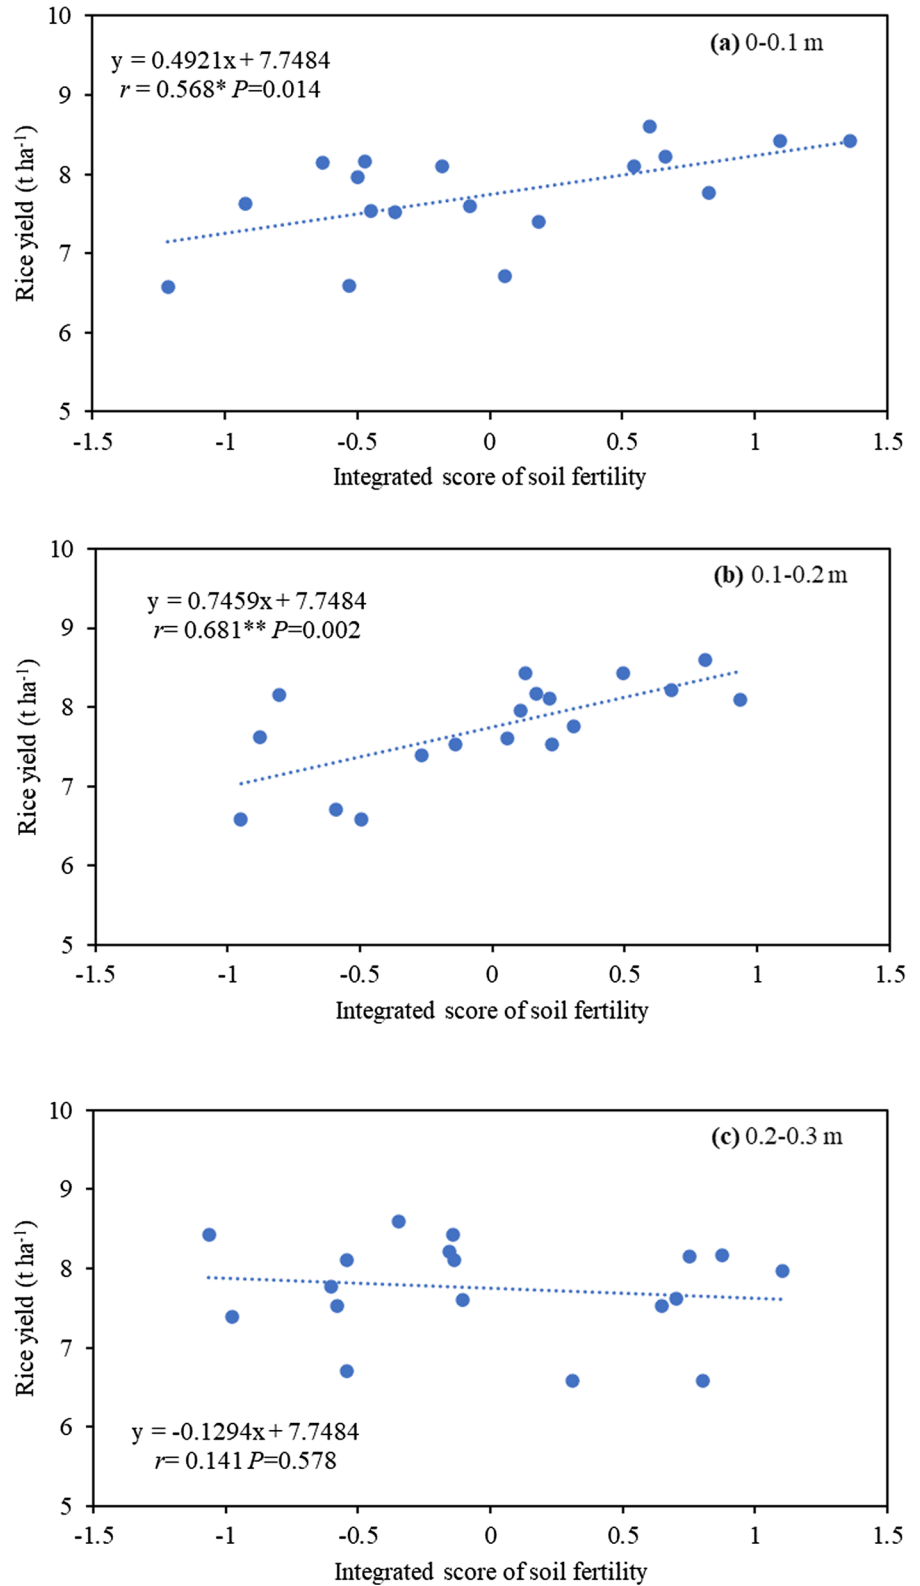 10
(a) 0-0.1 m
y = 0.4921x + 7.7484
r = 0.568* P=0.014
9
8
7
6
5
Rice yield (t ha-1)
-1.5 -1 -0.5 0 0.5 1 1.5
Integrated score of soil fertility
10
(b) 0.1-0.2 m
y = 0.7459x + 7.7484
r= 0.681** P=0.002
9
8
7
6
5
Rice yield (t ha-1)
-1.5 -1 -0.5 0 0.5 1 1.5
Integrated score of soil fertility
10
(c) 0.2-0.3 m
9
8
7
6
5
Rice yield (t ha-1)
y = -0.1294x + 7.7484
r= 0.141 P=0.578
-1.5 -1 -0.5 0 0.5 1 1.5
Integrated score of soil fertility